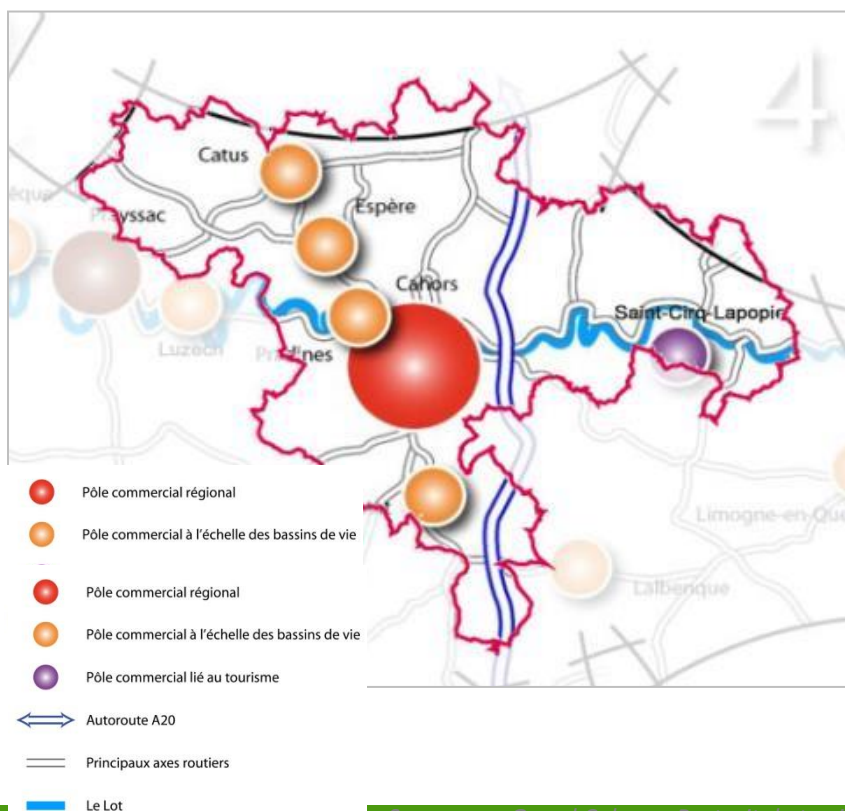 4
Catus
Espère
Prayssac
Cahors
Saint-Cirq-Lapopie
Luzech
nes
Limogne-en-Que
Lalbenque
Pôle commercial régional
Pôle commercial à l'échelle des bassins de vie
Pôle commercial régional
Pôle commercial à l'échelle des bassins de vie
Pôle commercial lié au tourisme
Autoroute A20
Principaux axes routiers
Le Lot